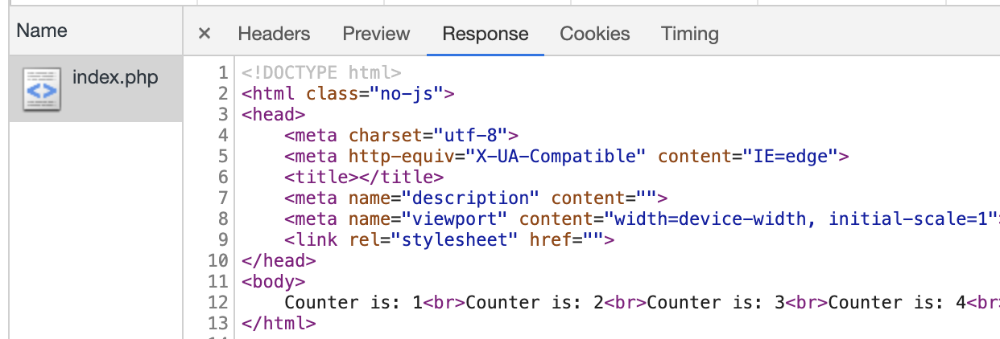 Name
× Headers Preview Response Cookies Timing
index.php
1 <!DOCTYPE html>
2 <html class="no-js">
3 <head>
4     <meta charset="utf-8">
5     <meta http-equiv="X-UA-Compatible" content="IE=edge">
6     <title></title>
7     <meta name="description" content="">
8     <meta name="viewport" content="width=device-width, initial-scale=1"
9     <link rel="stylesheet" href="">
10 </head>
11 <body>
12     Counter is: 1<br>Counter is: 2<br>Counter is: 3<br>Counter is: 4<br
13 </html>